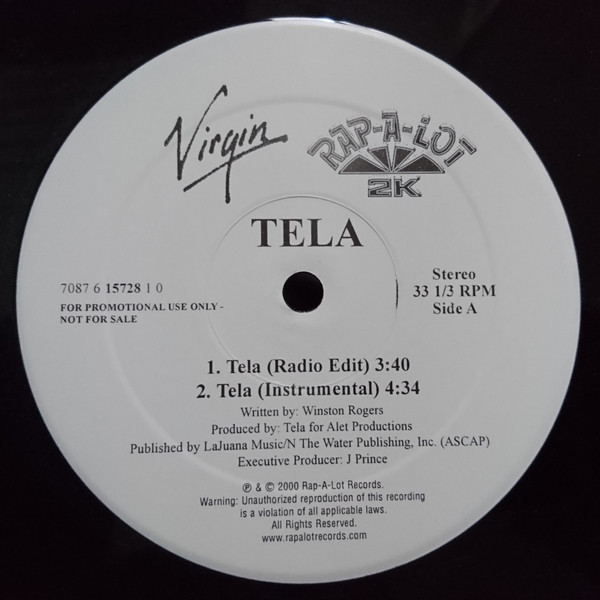 Virgin
RAP-A-LOT
2K
TELA
7087 6 15728 1 0
FOR PROMOTIONAL USE ONLY -
NOT FOR SALE
Stereo
33 1/3 RPM
Side A
1. Tela (Radio Edit) 3:40
2. Tela (Instrumental) 4:34
Written by: Winston Rogers
Produced by: Tela for Alet Productions
Published by LaJuana Music/N The Water Publishing, Inc. (ASCAP)
Executive Producer: J Prince
℗ & © 2000 Rap-A-Lot Records.
Warning: Unauthorized reproduction of this recording
is a violation of all applicable laws.
All Rights Reserved.
www.rapalotrecords.com